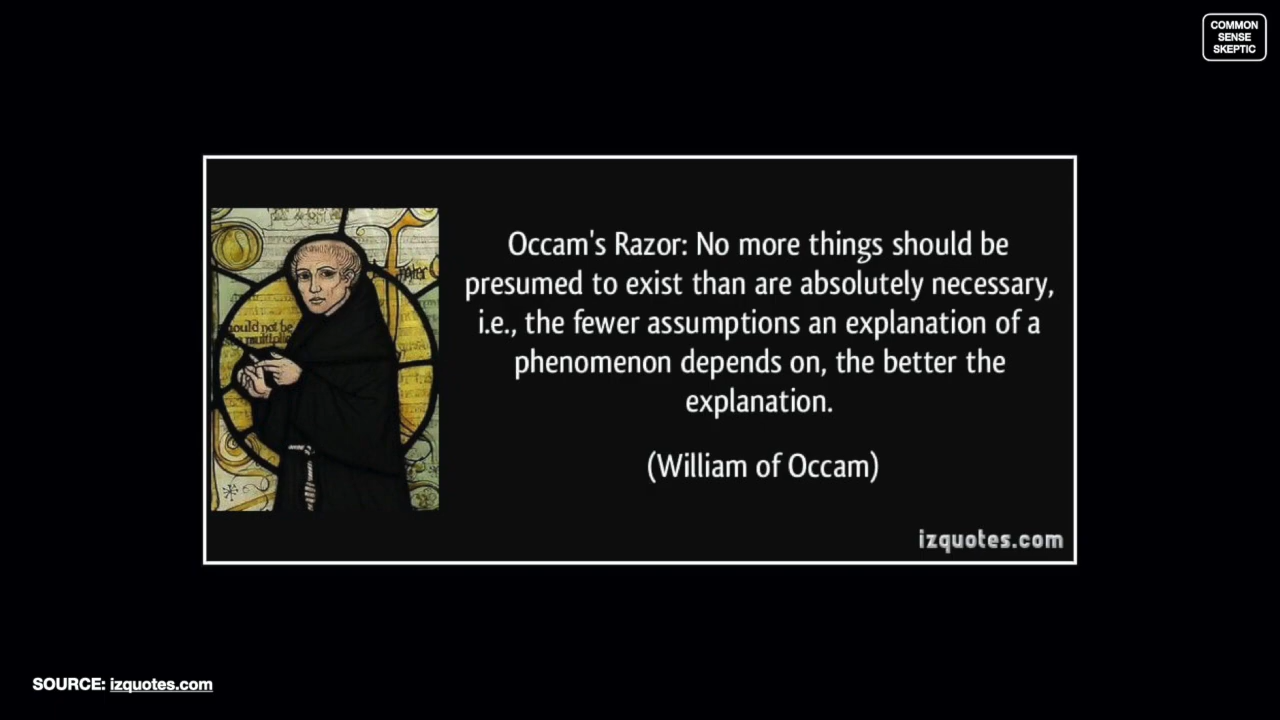 COMMON
SENSE
SKEPTIC
Occam's Razor: No more things should be
presumed to exist than are absolutely necessary,
i.e., the fewer assumptions an explanation of a
phenomenon depends on, the better the
explanation.
(William of Occam)
izquotes.com
SOURCE: izquotes.com